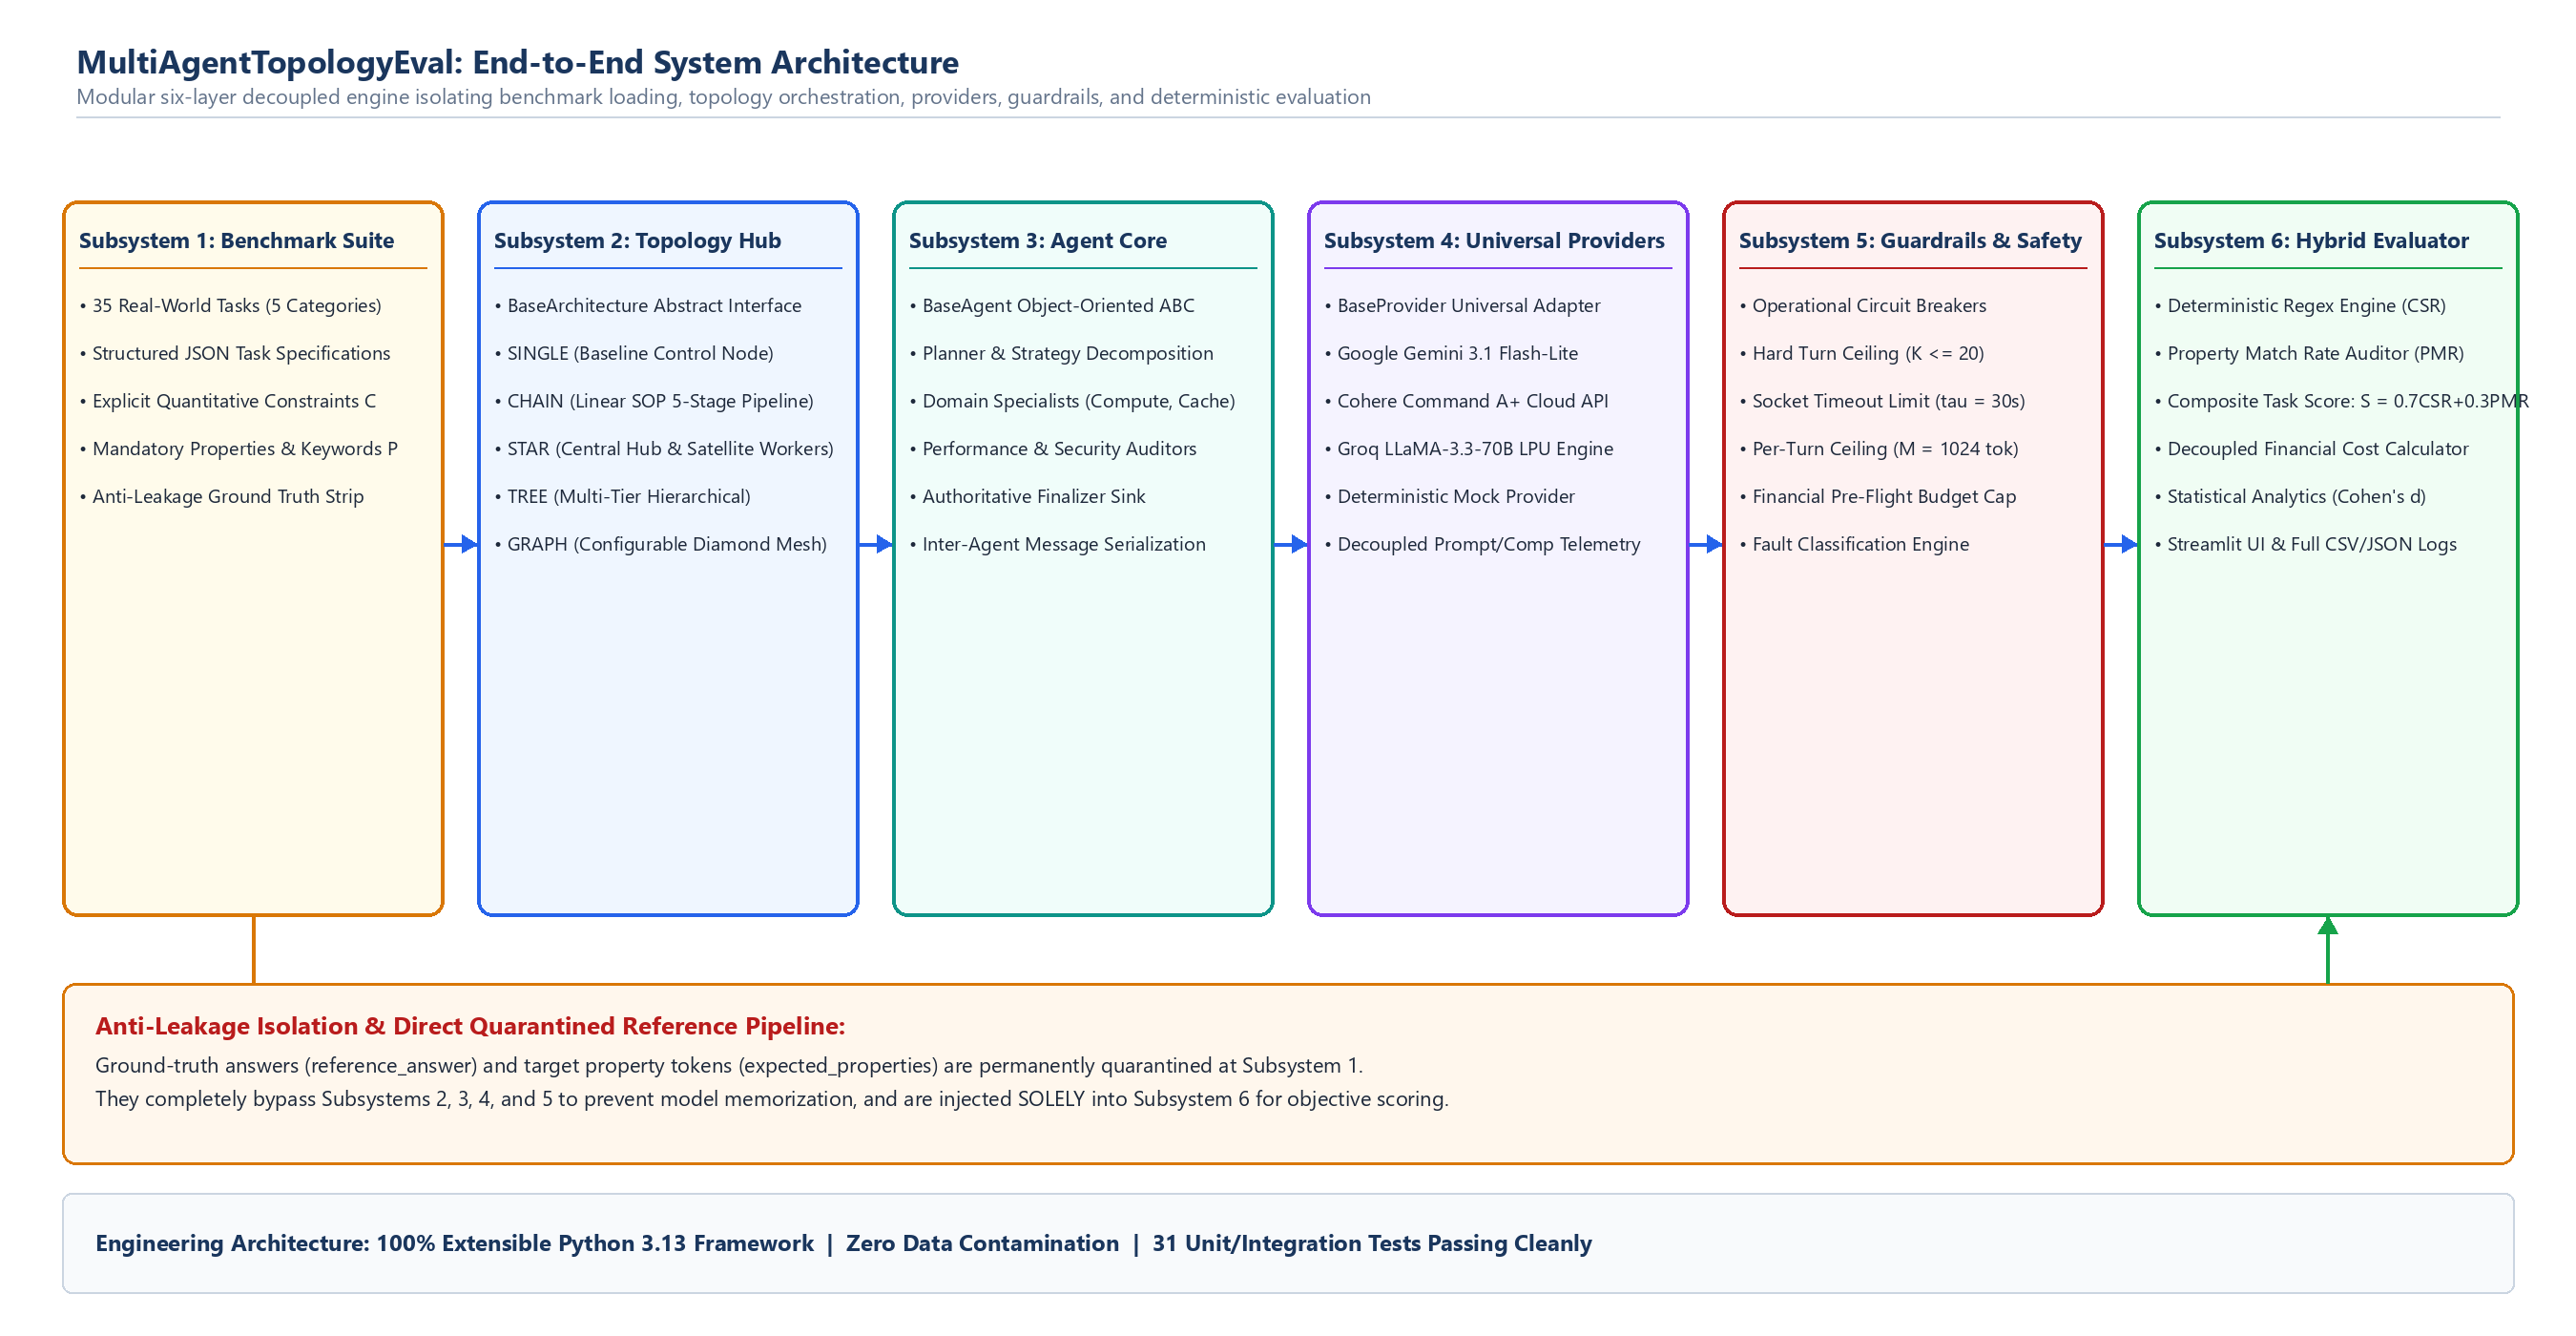 MultiAgentTopologyEval: End-to-End System Architecture
Modular six-layer decoupled engine isolating benchmark loading, topology orchestration, providers, guardrails, and deterministic evaluation
Subsystem 1: Benchmark Suite
• 35 Real-World Tasks (5 Categories)
• Structured JSON Task Specifications
• Explicit Quantitative Constraints C
• Mandatory Properties & Keywords P
• Anti-Leakage Ground Truth Strip
Subsystem 2: Topology Hub
• BaseArchitecture Abstract Interface
• SINGLE (Baseline Control Node)
• CHAIN (Linear SOP 5-Stage Pipeline)
• STAR (Central Hub & Satellite Workers)
• TREE (Multi-Tier Hierarchical)
• GRAPH (Configurable Diamond Mesh)
Subsystem 3: Agent Core
• BaseAgent Object-Oriented ABC
• Planner & Strategy Decomposition
• Domain Specialists (Compute, Cache)
• Performance & Security Auditors
• Authoritative Finalizer Sink
• Inter-Agent Message Serialization
Subsystem 4: Universal Providers
• BaseProvider Universal Adapter
• Google Gemini 3.1 Flash-Lite
• Cohere Command A+ Cloud API
• Groq LLaMA-3.3-70B LPU Engine
• Deterministic Mock Provider
• Decoupled Prompt/Comp Telemetry
Subsystem 5: Guardrails & Safety
• Operational Circuit Breakers
• Hard Turn Ceiling (K <= 20)
• Socket Timeout Limit (tau = 30s)
• Per-Turn Ceiling (M = 1024 tok)
• Financial Pre-Flight Budget Cap
• Fault Classification Engine
Subsystem 6: Hybrid Evaluator
• Deterministic Regex Engine (CSR)
• Property Match Rate Auditor (PMR)
• Composite Task Score: S = 0.7CSR+0.3PMR
• Decoupled Financial Cost Calculator
• Statistical Analytics (Cohen's d)
• Streamlit UI & Full CSV/JSON Logs
Anti-Leakage Isolation & Direct Quarantined Reference Pipeline:
Ground-truth answers (reference_answer) and target property tokens (expected_properties) are permanently quarantined at Subsystem 1.
They completely bypass Subsystems 2, 3, 4, and 5 to prevent model memorization, and are injected SOLELY into Subsystem 6 for objective scoring.
Engineering Architecture: 100% Extensible Python 3.13 Framework | Zero Data Contamination | 31 Unit/Integration Tests Passing Cleanly